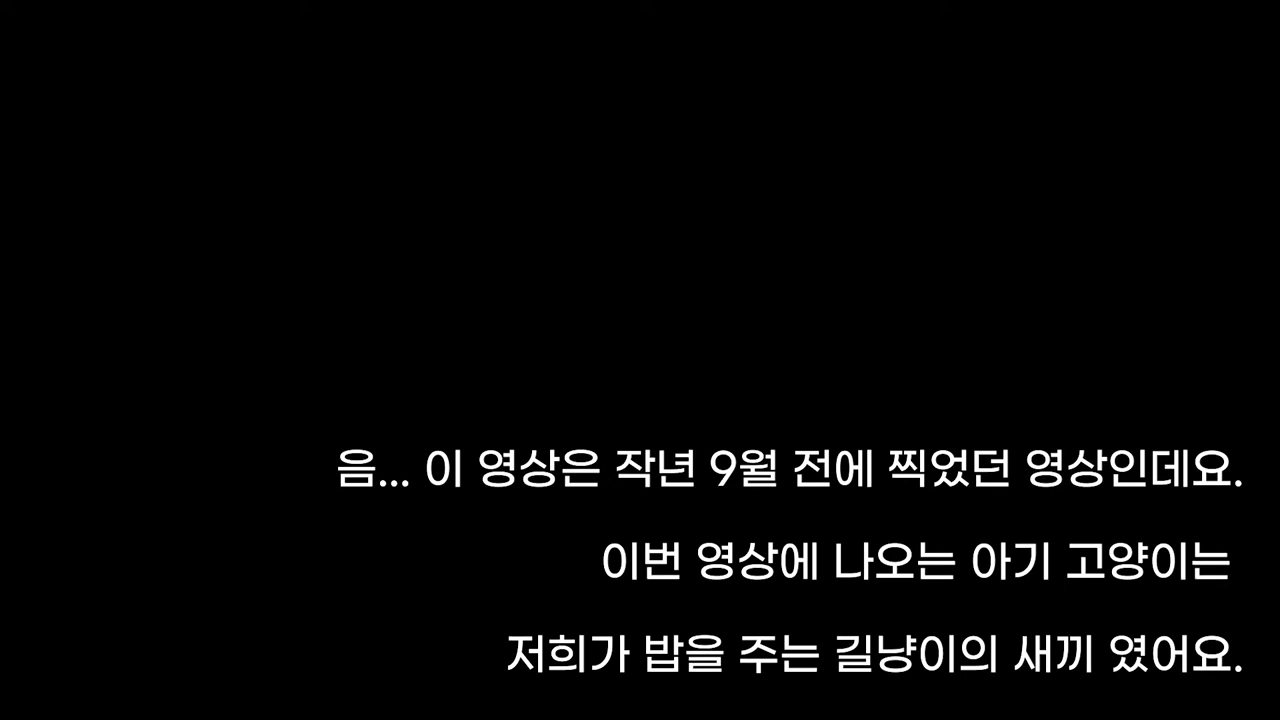 음... 이 영상은 작년 9월 전에 찍었던 영상인데요.
이번 영상에 나오는 아기 고양이는
저희가 밥을 주는 길냥이의 새끼 였어요.